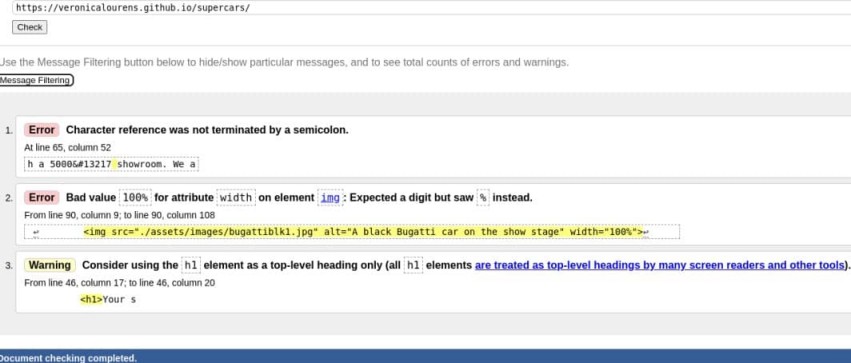 https://veronicalourens.github.io/supercars/
Check
Use the Message Filtering button below to hide/show particular messages, and to see total counts of errors and warnings.
Message Filtering
1. Error Character reference was not terminated by a semicolon.
At line 65, column 52
h a 5000&#13217 showroom. We a
2. Error Bad value 100% for attribute width on element img: Expected a digit but saw % instead.
From line 90, column 9; to line 90, column 108
↩ <img src="./assets/images/bugattiblk1.jpg" alt="A black Bugatti car on the show stage" width="100%">↩
3. Warning Consider using the h1 element as a top-level heading only (all h1 elements are treated as top-level headings by many screen readers and other tools).
From line 46, column 17; to line 46, column 20
<h1>Your s
Document checking completed.